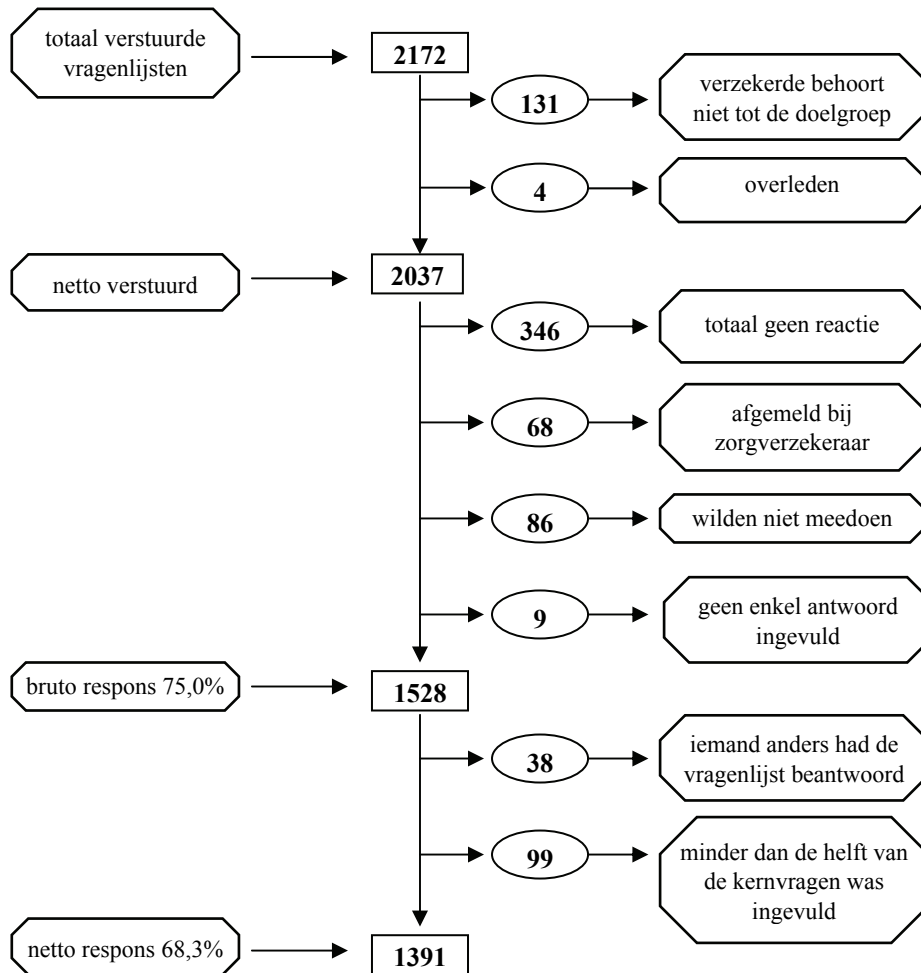 totaal verstuurde
vragenlijsten
2172
131
verzekerde behoort
niet tot de doelgroep
4
overleden
netto verstuurd
2037
346
totaal geen reactie
68
afgemeld bij
zorgverzekeraar
86
wilden niet meedoen
9
geen enkel antwoord
ingevuld
bruto respons 75,0%
1528
38
iemand anders had de
vragenlijst beantwoord
99
minder dan de helft van
de kernvragen was
ingevuld
netto respons 68,3%
1391